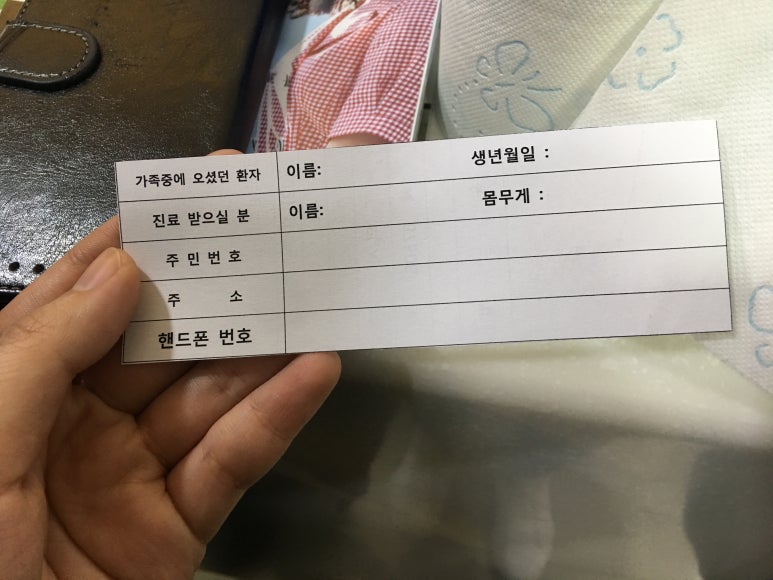 가족중에 오셨던 환자 이름: 생년월일 :
진료 받으실 분 이름: 몸무게 :
주 민 번 호
주 소
핸드폰 번호